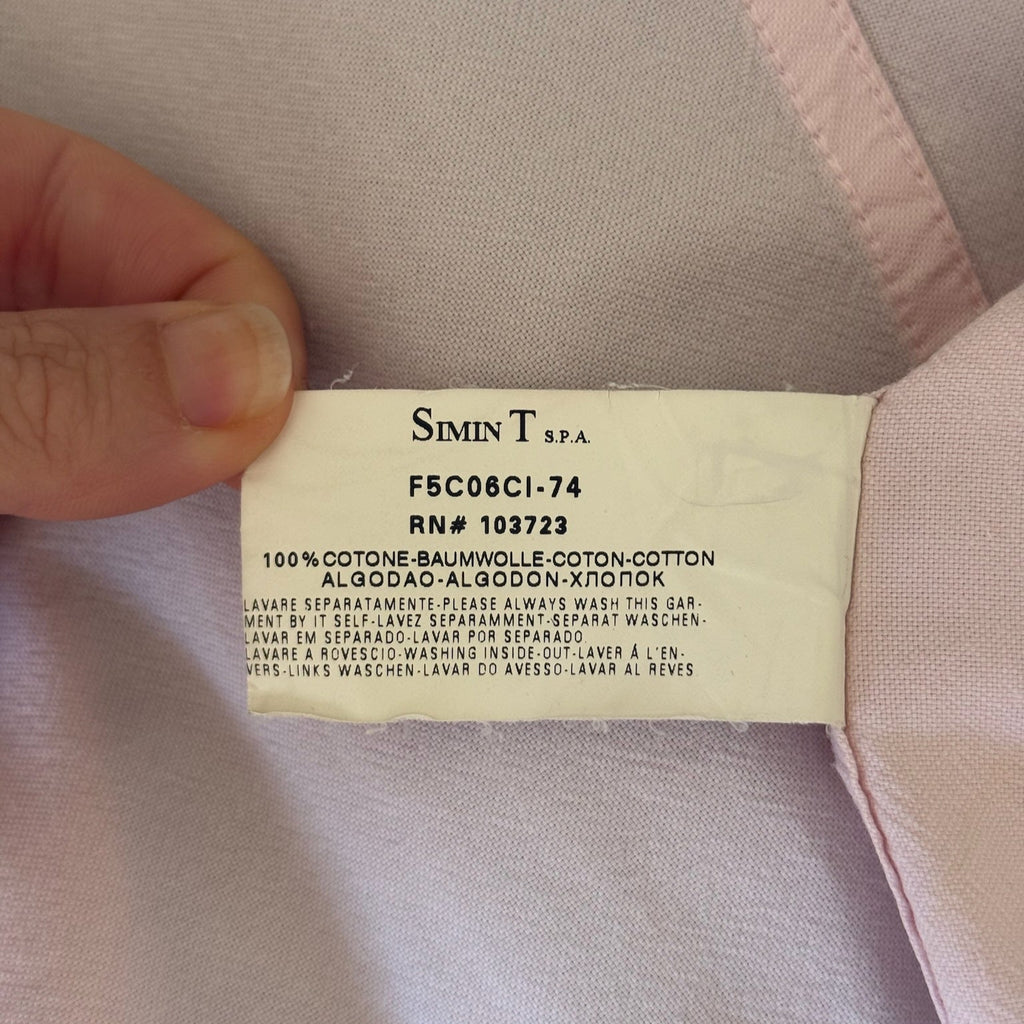 SIMIN T S.P.A.
F5C06CI-74
RN# 103723
100% COTONE-BAUMWOLLE-COTON-COTTON
ALGODAO-ALGODON-ХЛОПОК
LAVARE SEPARATAMENTE-PLEASE ALWAYS WASH THIS GAR-
MENT BY IT SELF-LAVEZ SEPARAMMENT-SEPARAT WASCHEN-
LAVAR EM SEPARADO-LAVAR POR SEPARADO
LAVARE A ROVESCIO-WASHING INSIDE-OUT-LAVER Á L'EN-
VERS-LINKS WASCHEN-LAVAR DO AVESSO-LAVAR AL REVES